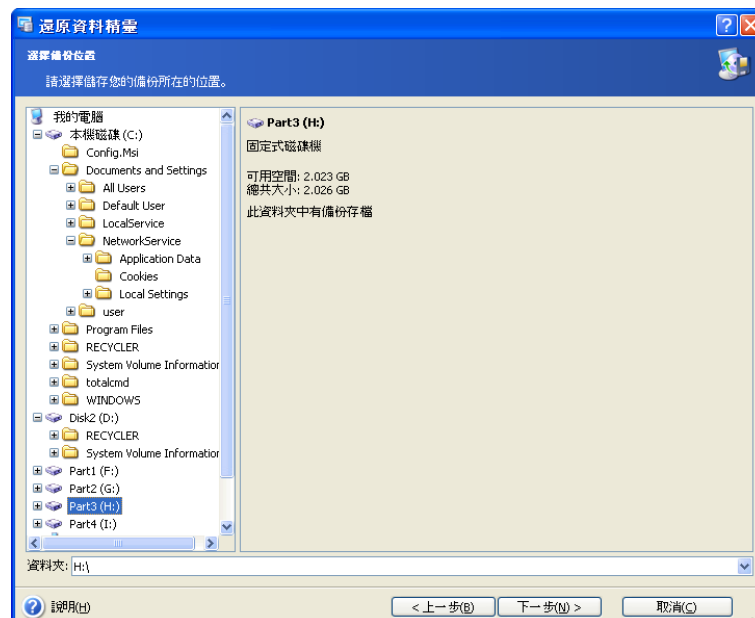 還原資料精靈
選擇備份位置
請選擇儲存您的備份所在的位置。
我的電腦
本機磁碟 (C:)
Config.Msi
Documents and Settings
All Users
Default User
LocalService
NetworkService
Application Data
Cookies
Local Settings
user
Program Files
RECYCLER
System Volume Information
totalcmd
WINDOWS
Disk2 (D:)
RECYCLER
System Volume Information
Part1 (F:)
Part2 (G:)
Part3 (H:)
Part4 (I:)
Part3 (H:)
固定式磁碟機
可用空間: 2.023 GB
總共大小: 2.026 GB
此資料夾中有備份存檔
資料夾: H:\
說明(H)
< 上一步(B)
下一步(N) >
取消(C)